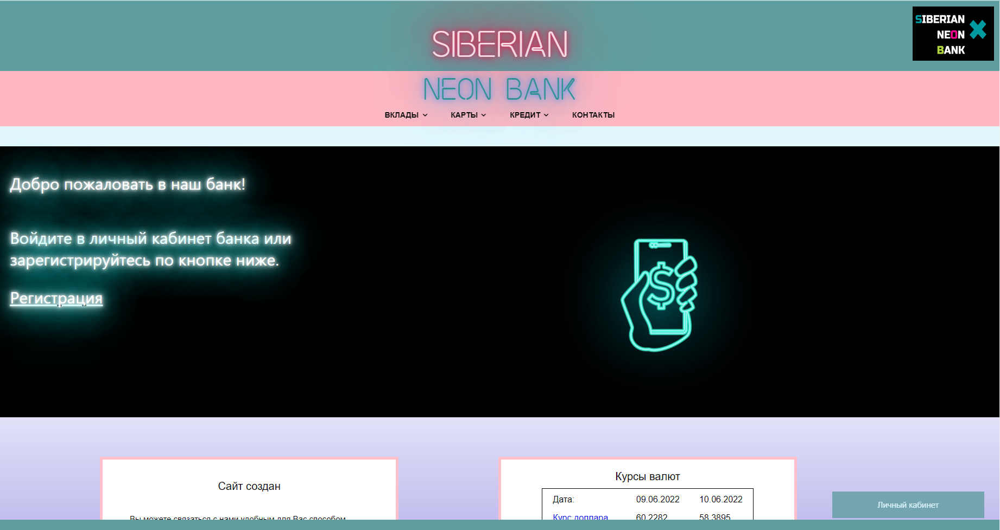 SIBERIAN
NEON BANK
SIBERIAN
NEON
BANK
ВКЛАДЫ
КАРТЫ
КРЕДИТ
КОНТАКТЫ
Добро пожаловать в наш банк!
Войдите в личный кабинет банка или
зарегистрируйтесь по кнопке ниже.
Регистрация
$
Сайт создан
Вы можете связаться с нами удобным для Вас способом
Курсы валют
Дата: 09.06.2022 10.06.2022
Курс доллара 60.2282 58.3895
Личный кабинет